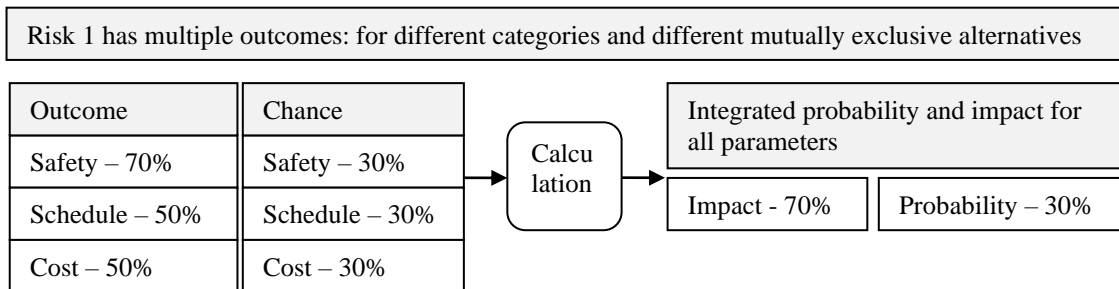 Risk 1 has multiple outcomes: for different categories and different mutually exclusive alternatives
Outcome
Chance
Safety – 70%
Safety – 30%
Schedule – 50%
Schedule – 30%
Cost – 50%
Cost – 30%
Calcu
lation
Integrated probability and impact for
all parameters
Impact - 70%
Probability – 30%